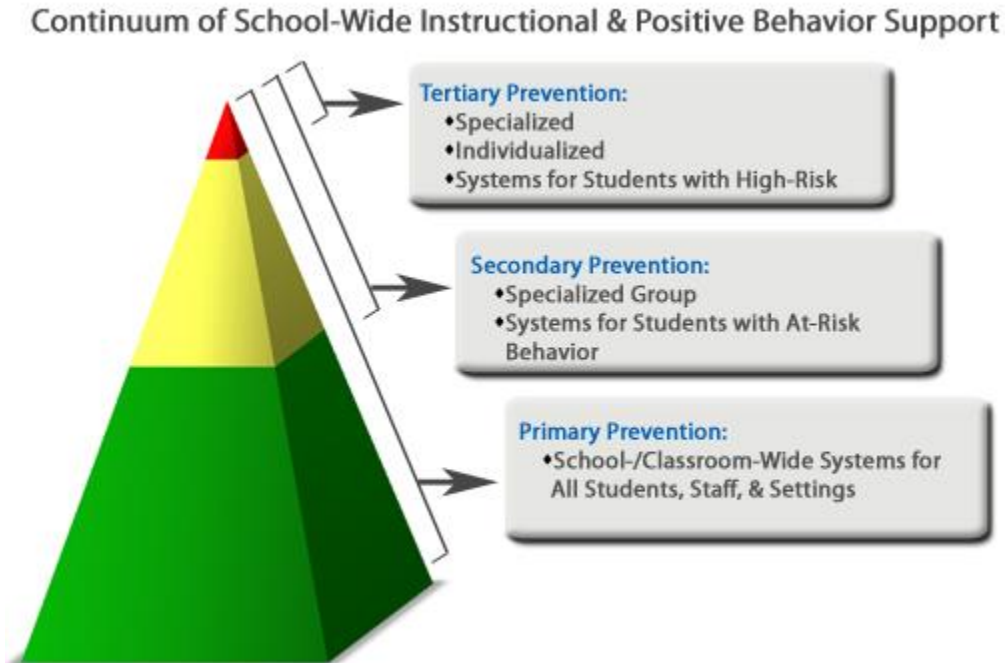 Continuum of School-Wide Instructional & Positive Behavior Support
Tertiary Prevention:
♦Specialized
♦Individualized
♦Systems for Students with High-Risk
Secondary Prevention:
♦Specialized Group
♦Systems for Students with At-Risk
Behavior
Primary Prevention:
♦School-/Classroom-Wide Systems for
All Students, Staff, & Settings